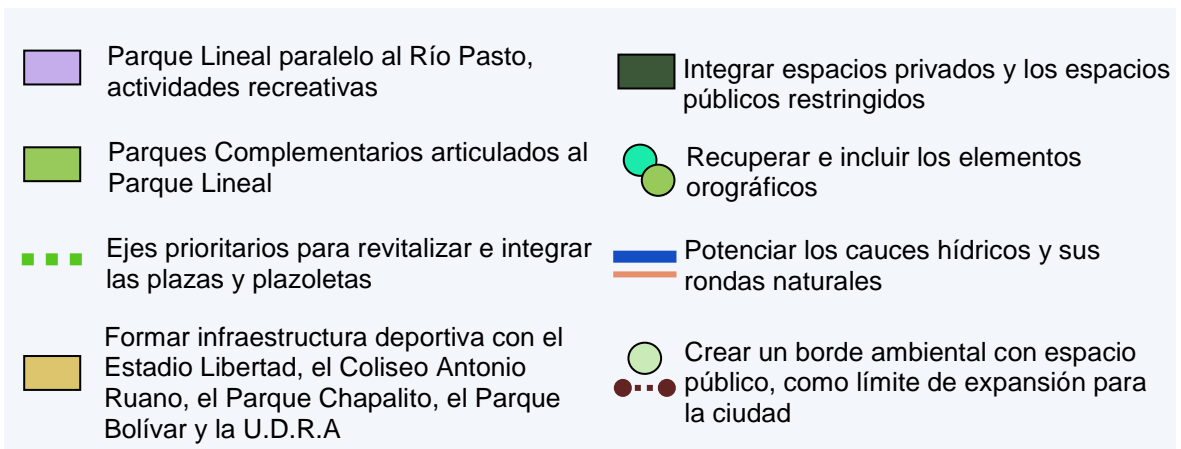 Parque Lineal paralelo al Río Pasto,
actividades recreativas
Parques Complementarios articulados al
Parque Lineal
Ejes prioritarios para revitalizar e integrar
las plazas y plazoletas
Formar infraestructura deportiva con el
Estadio Libertad, el Coliseo Antonio
Ruano, el Parque Chapalito, el Parque
Bolívar y la U.D.R.A
Integrar espacios privados y los espacios
públicos restringidos
Recuperar e incluir los elementos
orográficos
Potenciar los cauces hídricos y sus
rondas naturales
Crear un borde ambiental con espacio
público, como límite de expansión para
la ciudad